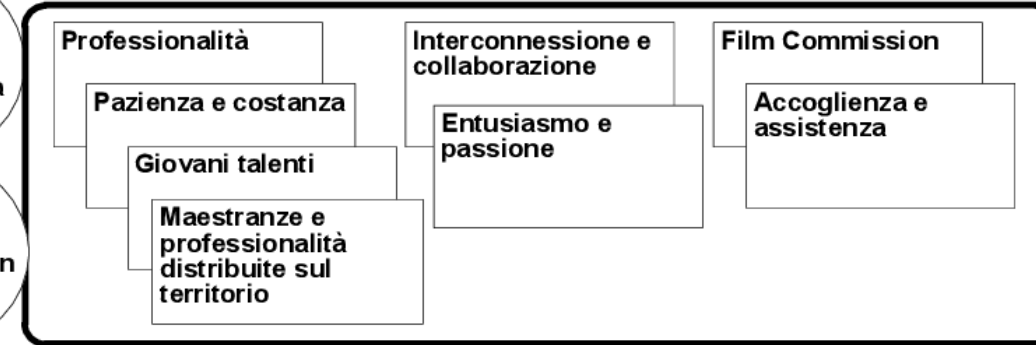 Professionalità
Pazienza e costanza
Giovani talenti
Maestranze e
professionalità
distribuite sul
territorio
Interconnessione e
collaborazione
Entusiasmo e
passione
Film Commission
Accoglienza e
assistenza